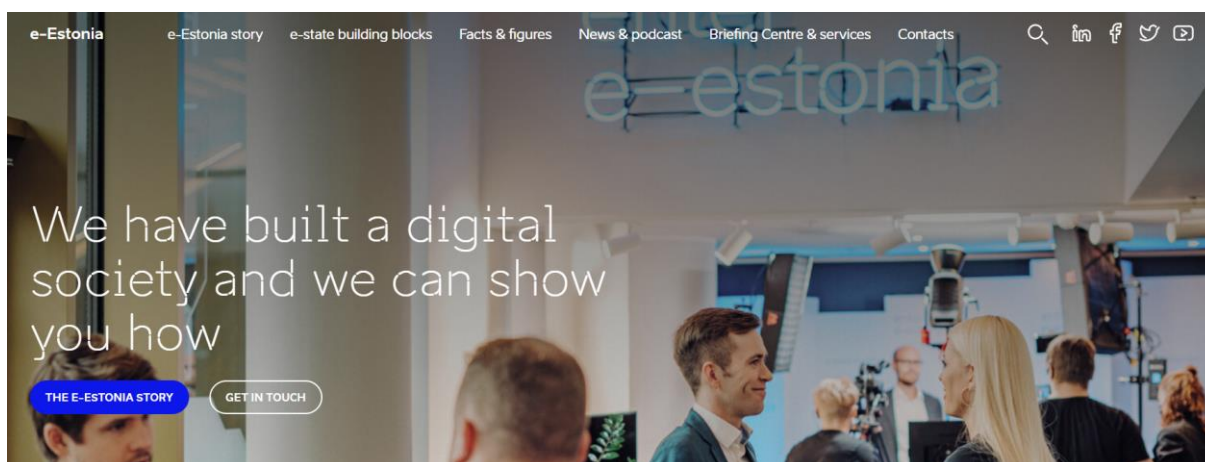 e-Estonia e-Estonia story e-state building blocks Facts & figures News & podcast Briefing Centre & services Contacts
enter
e-estonia
We have built a digital
society and we can show
you how
THE E-ESTONIA STORY GET IN TOUCH